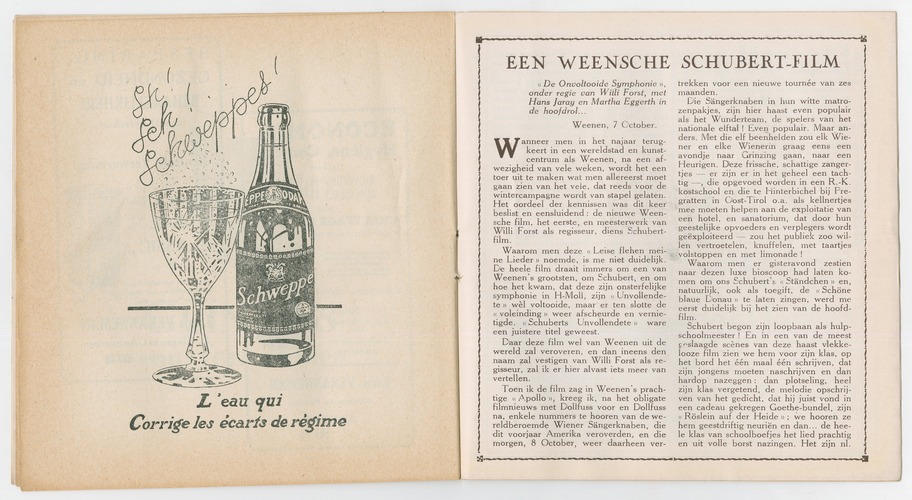 Sh!
Sch!
Schweppes!
Schweppe
L'eau qui
Corrige les écarts de régime
EEN WEENSCHE SCHUBERT-FILM
« De Onvoltooide Symphonie »,
onder regie van Willi Forst, met
Hans Jaray en Martha Eggerth in
de hoofdrol...
Weenen, 7 October.
Wanneer men in het najaar terug-
keert in een wereldstad en kunst-
centrum als Weenen, na een af-
wezigheid van vele weken, wordt het een
toer uit te maken wat men allereerst moet
gaan zien van het vele, dat reeds voor de
wintercampagne wordt van stapel gelaten.
Het oordeel der kennissen was dit keer
beslist en eensluidend : de nieuwe Ween-
sche film, het eerste, en meesterwerk van
Willi Forst als regisseur, diens Schubert-
film.
Waarom men deze « Leise flehen mei-
ne Lieder » noemde, is me niet duidelijk.
De heele film draait immers om een van
Weenen's grootsten, om Schubert, en om
hoe het kwam, dat deze zijn onsterfelijke
symphonie in H-Moll, zijn « Unvollende-
te » wèl voltooide, maar er ten slotte de
« voleinding » weer afscheurde en vernie-
tigde. « Schuberts Unvollendete » ware
een juistere titel geweest.
Daar deze film wel van Weenen uit de
wereld zal veroveren, en dan ineens den
naam zal vestigen van Willi Forst als re-
gisseur, zal ik er alvast iets meer van
vertellen.
Toen ik de film zag in Weenen's prach-
tige « Apollo », kreeg ik, na het obligate
filmnieuws met Dollfuss voor en Dollfuss
na, enkele nummers te hooren van de we-
reldberoemde Wiener Sängerknaben, die
dit voorjaar Amerika veroverden, en die
morgen, 8 October, weer daarheen ver-
trekken voor een nieuwe tournée van zes
maanden.
Die Sängerknaben in hun witte matro-
zenpakjes, zijn hier haast even populair
als het Wunderteam, de spelers van het
nationale elftal ! Even populair. Maar an-
ders. Met die elf beenhelden zou elk Wie-
ner en elke Wienerin graag eens een
avondje naar Grinzing gaan, naar een
Heurigen. Deze frissche, schattige zanger-
tjes — er zijn er in het geheel een tach-
tig —, die opgevoed worden in een R.-K.
kostschool en die te Hinterbichel bij Fre-
gratten in Oost-Tirol o.a. als kellnertjes
mee moeten helpen aan de exploitatie van
een hotel, en sanatorium, dat door hun
geestelijke opvoeders en verplegers wordt
geëxploiteerd — zou het publiek zoo wil-
len vertroetelen, knuffelen, met taartjes
volstoppen en met limonade !
Waarom men er gisteravond zestien
naar dezen luxe bioscoop had laten ko-
men om ons Schubert's « Ständchen » en,
natuurlijk, ook als toegift, de « Schöne
blaue Donau » te laten zingen, werd me
eerst duidelijk bij het zien van de hoofd-
film.
Schubert begon zijn loopbaan als hulp-
schoolmeester ! En in een van de meest
geslaagde scènes van deze haast vlekke-
looze film zien we hem voor zijn klas, op
het bord het één maal één schrijven, dat
zijn jongens moeten naschrijven en dan
hardop nazeggen : dan plotseling, heel
zijn klas vergetend, de melodie opschrij-
ven van het gedicht, dat hij juist vond in
een cadeau gekregen Goethe-bundel, zijn
« Röslein auf der Heide » ; we hooren ze
hem geestdriftig neuriën en dan... de hee-
le klas van schoolboefjes het lied prachtig
en uit volle borst nazingen. Het zijn nl.